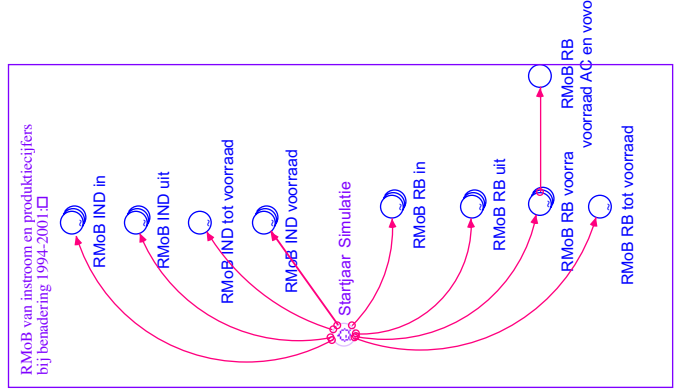 RMoB van instroom en produktiecijfers
bij benadering 1994-2001:
RMoB IND in
RMoB IND uit
RMoB IND tot voorraad
RMoB IND voorraad
Startjaar Simulatie
RMoB RB in
RMoB RB uit
RMoB RB voorra
RMoB RB tot voorraad
RMoB RB
voorraad AC en vovo